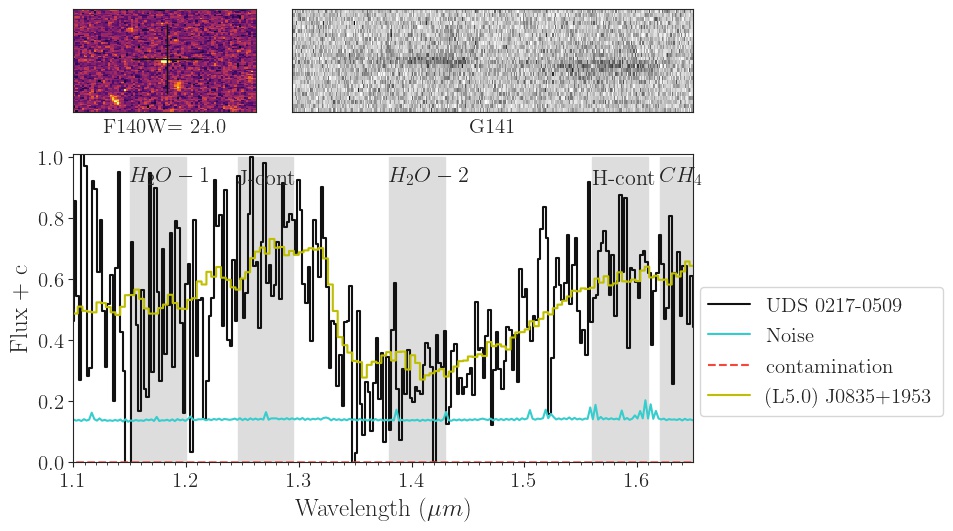 F140W= 24.0
G141
H₂O − 1
J-cont
H₂O − 2
H-cont
CH₄
1.0
0.8
0.6
0.4
0.2
0.0
Flux + c
1.1
1.2
1.3
1.4
1.5
1.6
Wavelength (μm)
UDS 0217-0509
Noise
contamination
(L5.0) J0835+1953